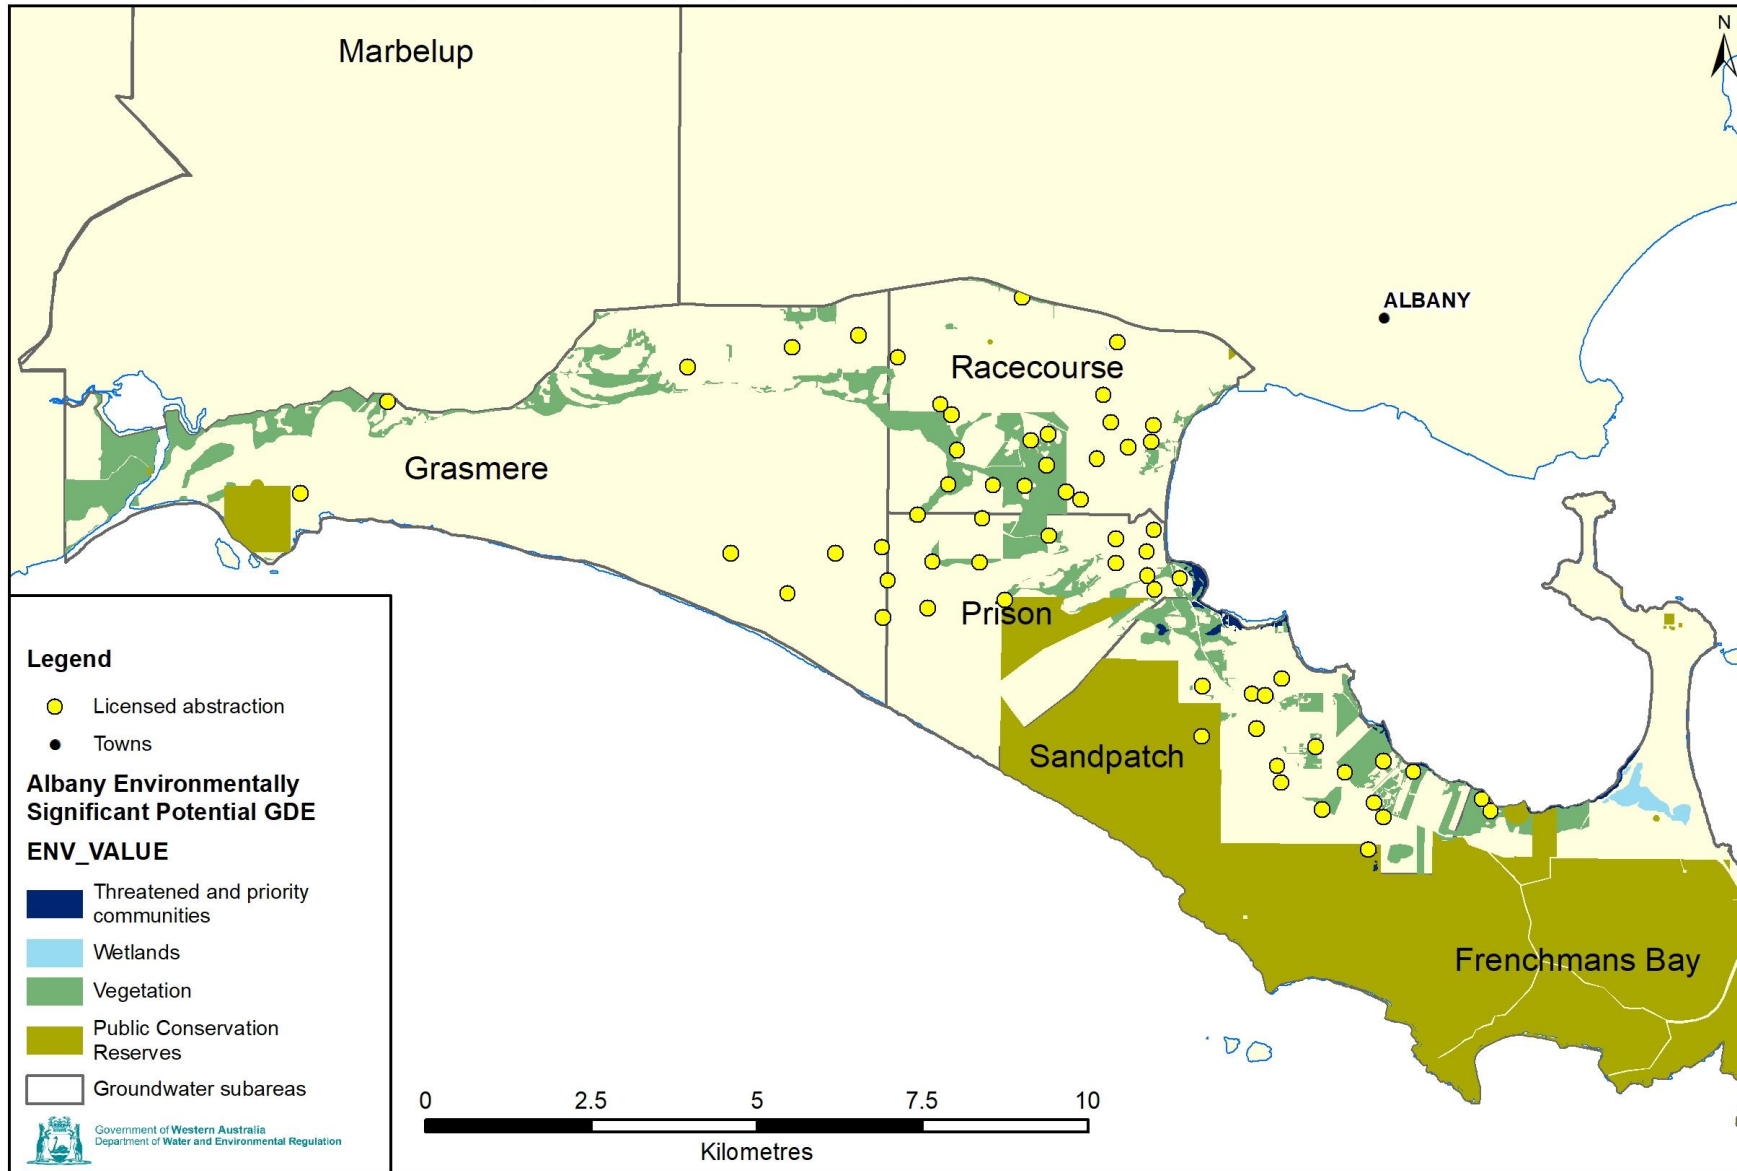 Marbelup
N
ALBANY
Racecourse
Grasmere
Prison
Sandpatch
Frenchmans Bay
Legend
Licensed abstraction
Towns
Albany Environmentally
Significant Potential GDE
ENV_VALUE
Threatened and priority
communities
Wetlands
Vegetation
Public Conservation
Reserves
Groundwater subareas
Government of Western Australia
Department of Water and Environmental Regulation
0 2.5 5 7.5 10
Kilometres